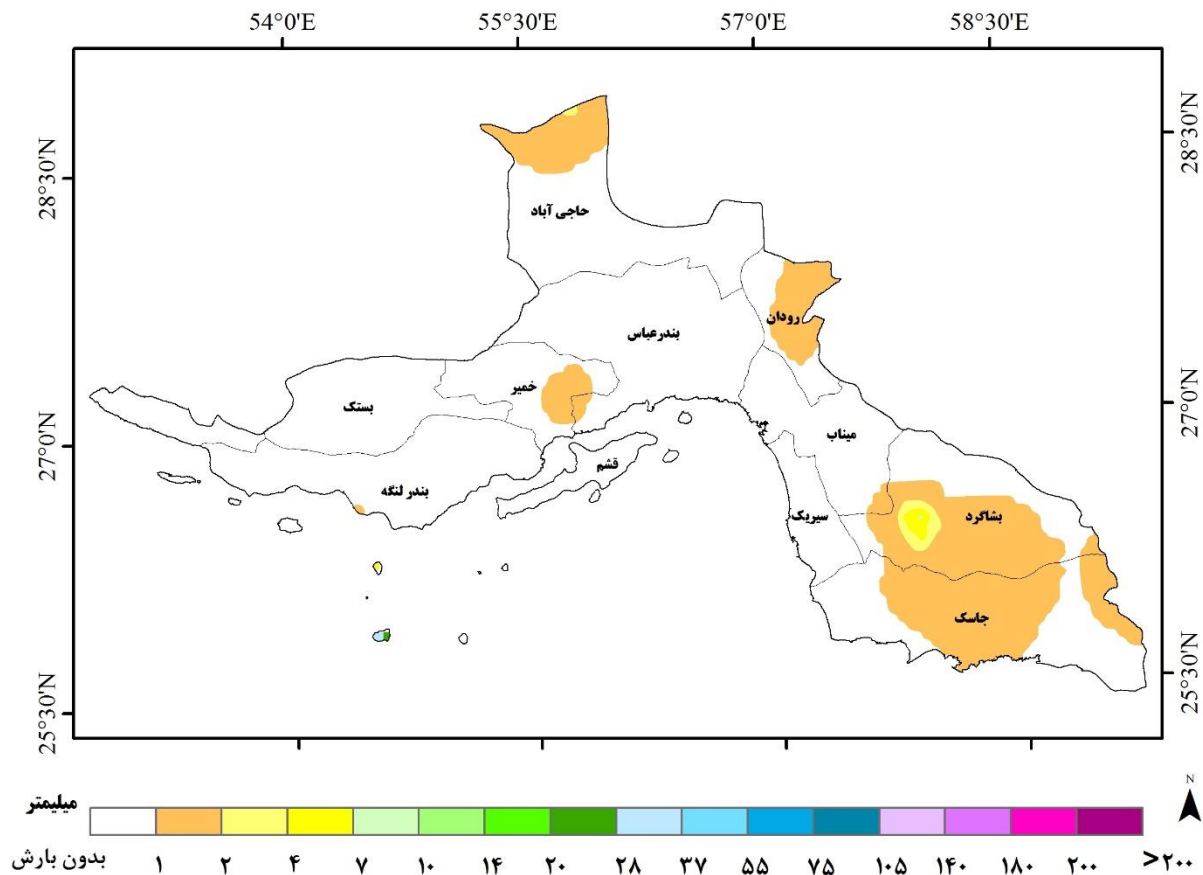 54°0'E 55°30'E 57°0'E 58°30'E
28°30'N
28°30'N
حاجی آباد
رودان
بندرعباس
خمیر
بستک
27°0'N
27°0'N
میناب
قشم
بندر لنگه
سیریک
بشاگرد
جاسک
25°30'N
25°30'N
N
میلیمتر
بدون بارش ۱ ۲ ۴ ۷ ۱۰ ۱۴ ۲۰ ۲۸ ۳۷ ۵۵ ۷۵ ۱۰۵ ۱۴۰ ۱۸۰ ۲۰۰ >۲۰۰